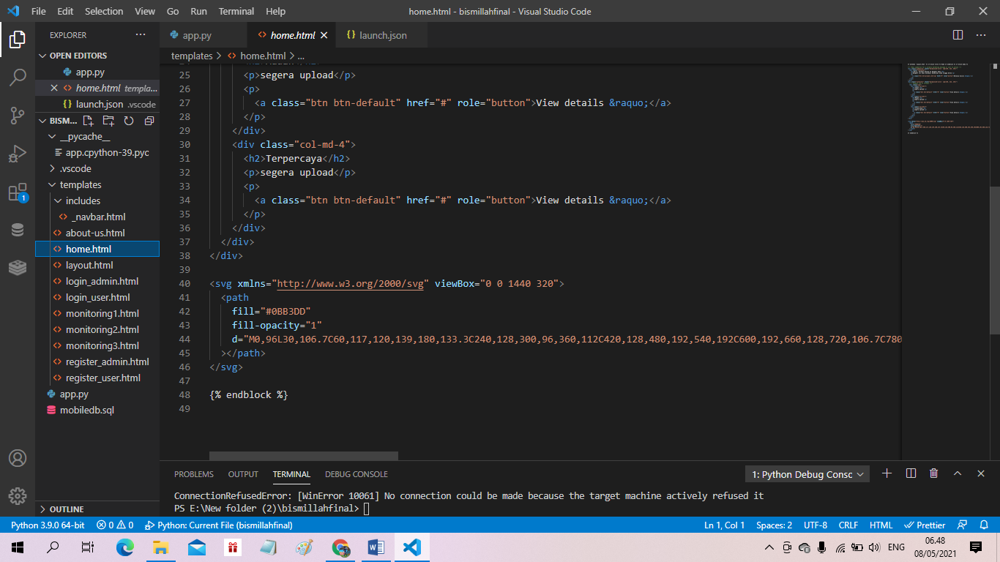 File Edit Selection View Go Run Terminal Help home.html - bismillahfinal - Visual Studio Code
EXPLORER
OPEN EDITORS
app.py
home.html templa...
launch.json .vscode
BISM...
__pycache__
app.cpython-39.pyc
.vscode
templates
includes
_navbar.html
about-us.html
home.html
layout.html
login_admin.html
login_user.html
monitoring1.html
monitoring2.html
monitoring3.html
register_admin.html
register_user.html
app.py
mobiledb.sql
OUTLINE
1
app.py home.html launch.json
templates > home.html > ...
25 <p>segera upload</p>
26 <p>
27 <a class="btn btn-default" href="#" role="button">View details &raquo;</a>
28 </p>
29 </div>
30 <div class="col-md-4">
31 <h2>Terpercaya</h2>
32 <p>segera upload</p>
33 <p>
34 <a class="btn btn-default" href="#" role="button">View details &raquo;</a>
35 </p>
36 </div>
37 </div>
38 </div>
39
40 <svg xmlns="http://www.w3.org/2000/svg" viewBox="0 0 1440 320">
41 <path
42 fill="#0BB3DD"
43 fill-opacity="1"
44 d="M0,96L30,106.7C60,117,120,139,180,133.3C240,128,300,96,360,112C420,128,480,192,540,192C600,192,660,128,720,106.7C780
45 ></path>
46 </svg>
47
48 {% endblock %}
49
PROBLEMS OUTPUT TERMINAL DEBUG CONSOLE 1: Python Debug Consc
ConnectionRefusedError: [WinError 10061] No connection could be made because the target machine actively refused it
PS E:\New folder (2)\bismillahfinal>
Python 3.9.0 64-bit 0 0 Python: Current File (bismillahfinal) Ln 1, Col 1 Spaces: 2 UTF-8 CRLF HTML Prettier
ENG
06.48
08/05/2021